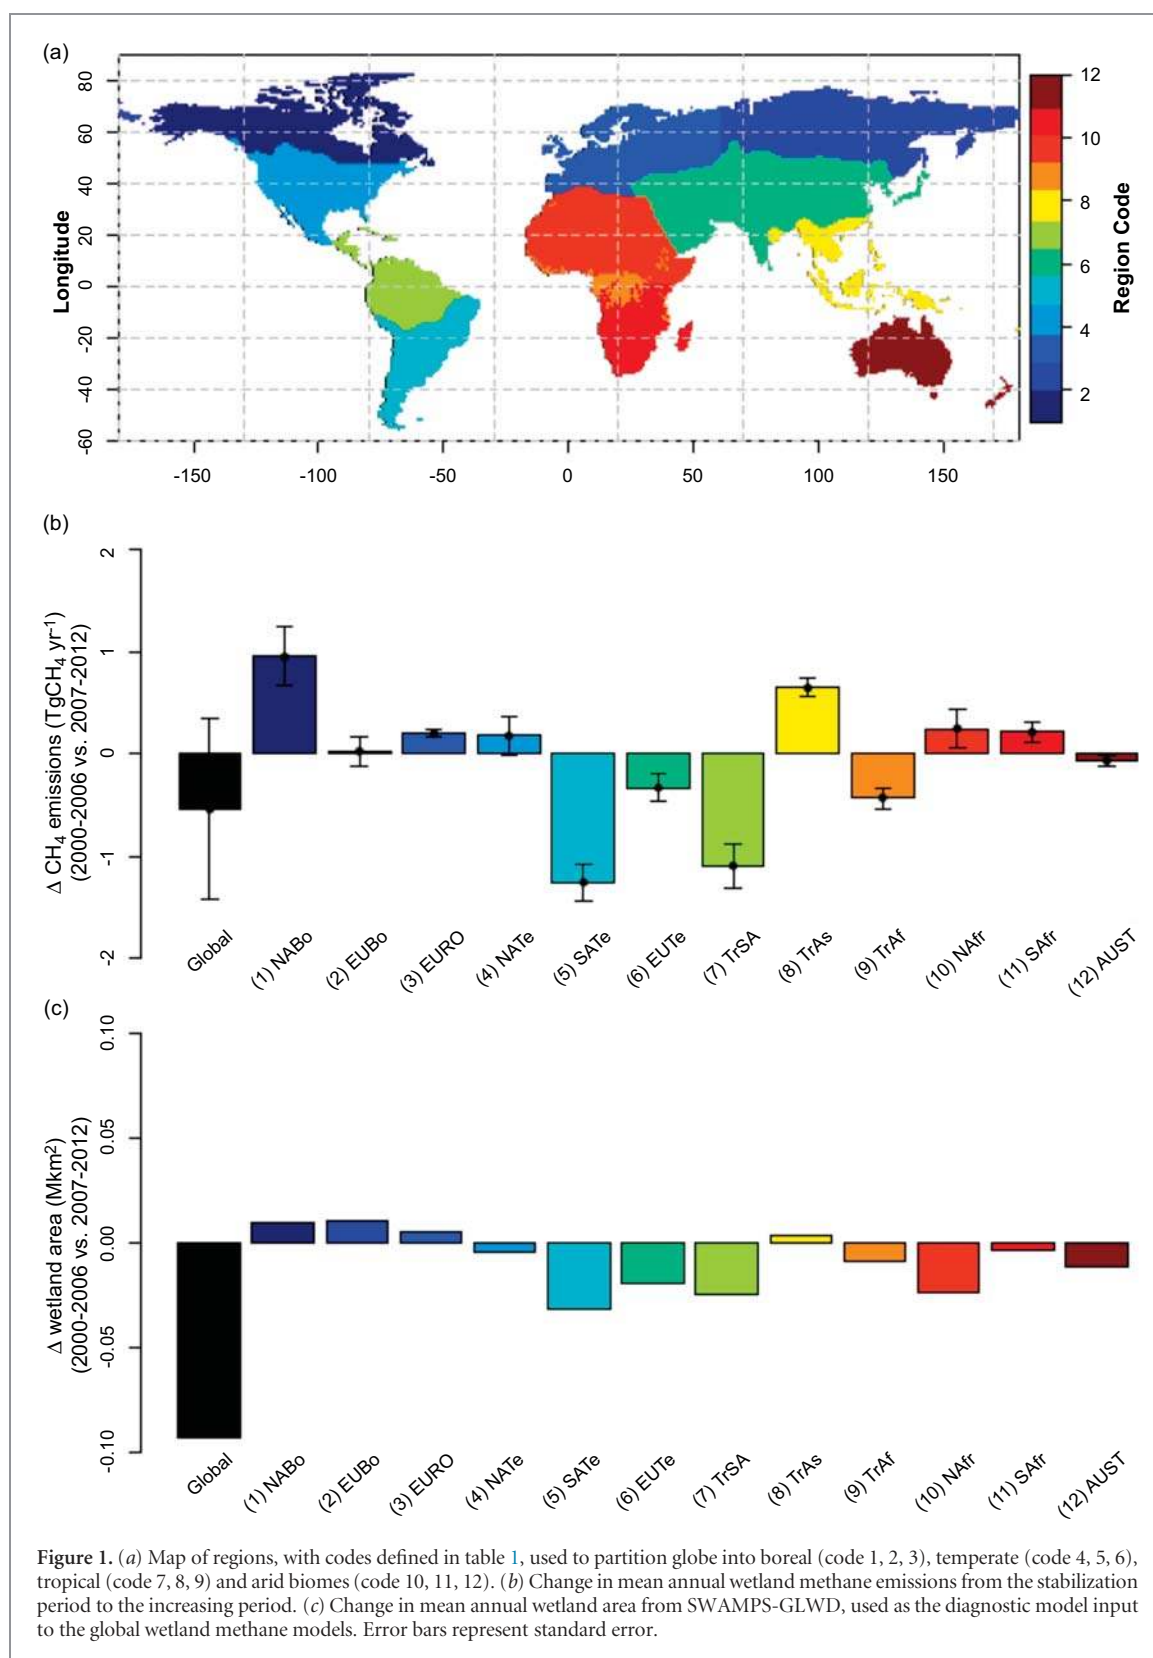 (a)
80
60
40
20
0
-20
-40
-60
Longitude
-150
-100
-50
0
50
100
150
12
10
8
6
4
2
Region Code
(b)
Δ CH4 emissions (TgCH4 yr-1)
(2000-2006 vs. 2007-2012)
2
1
0
-1
-2
Global
(1) NABo
(2) EUBo
(3) EURO
(4) NATe
(5) SATe
(6) EUTe
(7) TrSA
(8) TrAs
(9) TrAf
(10) NAfr
(11) SAfr
(12) AUST
(c)
Δ wetland area (Mkm2)
(2000-2006 vs. 2007-2012)
0.10
0.05
0.00
-0.05
-0.10
Global
(1) NABo
(2) EUBo
(3) EURO
(4) NATe
(5) SATe
(6) EUTe
(7) TrSA
(8) TrAs
(9) TrAf
(10) NAfr
(11) SAfr
(12) AUST
Figure 1. (a) Map of regions, with codes defined in table 1, used to partition globe into boreal (code 1, 2, 3), temperate (code 4, 5, 6),
tropical (code 7, 8, 9) and arid biomes (code 10, 11, 12). (b) Change in mean annual wetland methane emissions from the stabilization
period to the increasing period. (c) Change in mean annual wetland area from SWAMPS-GLWD, used as the diagnostic model input
to the global wetland methane models. Error bars represent standard error.